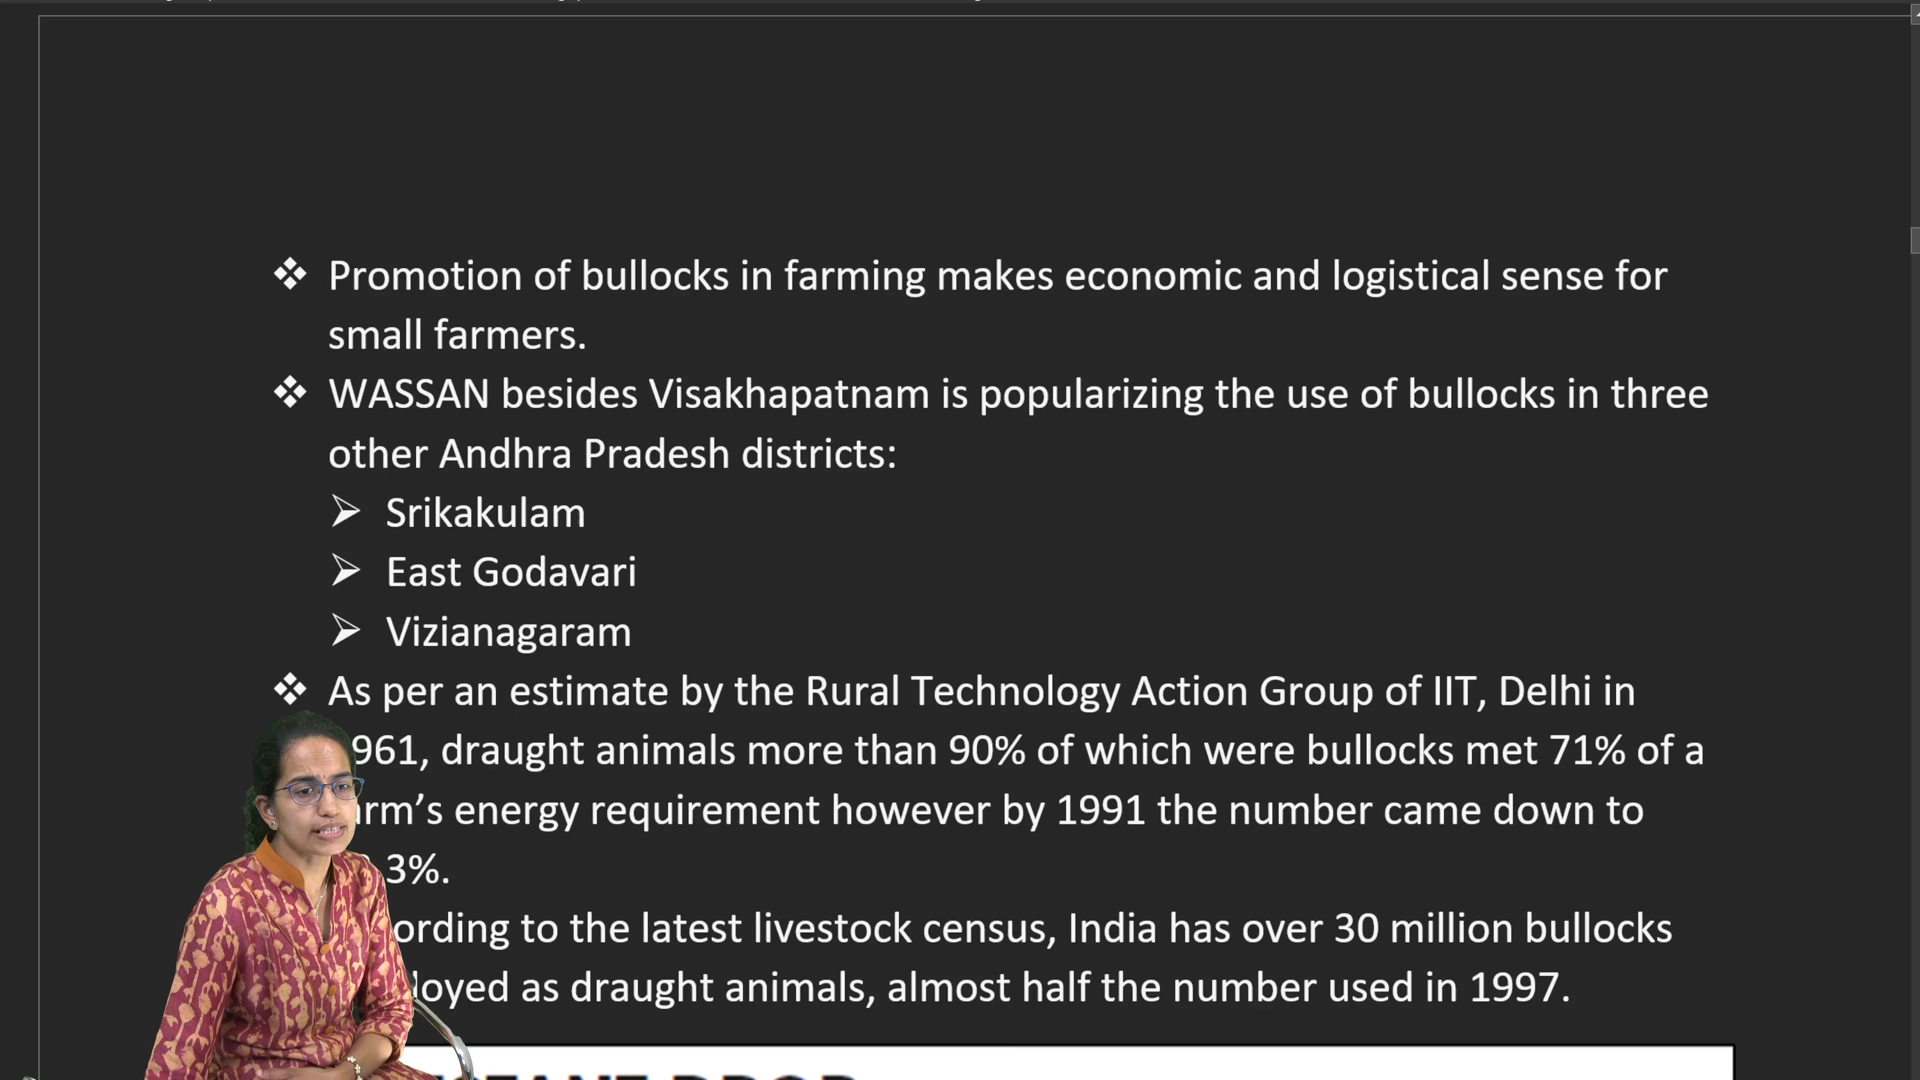 ❖ Promotion of bullocks in farming makes economic and logistical sense for
small farmers.
❖ WASSAN besides Visakhapatnam is popularizing the use of bullocks in three
other Andhra Pradesh districts:
➢ Srikakulam
➢ East Godavari
➢ Vizianagaram
❖ As per an estimate by the Rural Technology Action Group of IIT, Delhi in
961, draught animals more than 90% of which were bullocks met 71% of a
rm’s energy requirement however by 1991 the number came down to
3%.
ording to the latest livestock census, India has over 30 million bullocks
loyed as draught animals, almost half the number used in 1997.
DROP